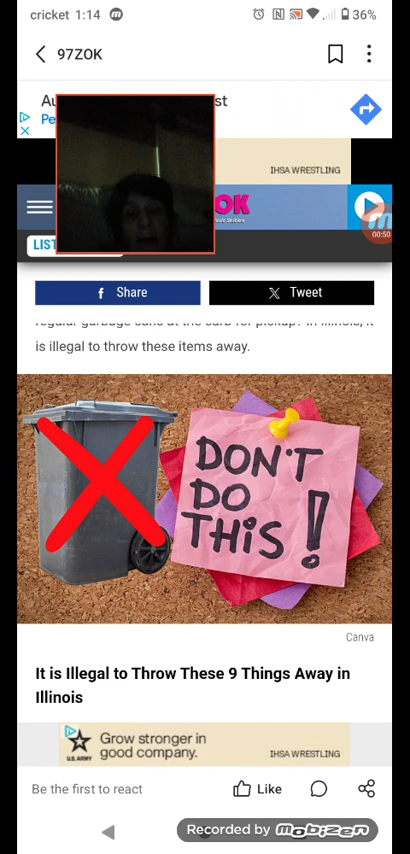 cricket 1:14 36%
97ZOK
Au st
Pe
IHSA WRESTLING
OK
LIST
00:50
Share
Tweet
is illegal to throw these items away.
DON'T
DO
THiS!
Canva
It is Illegal to Throw These 9 Things Away in
Illinois
U.S. ARMY
Grow stronger in
good company.
IHSA WRESTLING
Be the first to react
Like
Recorded by mobizen